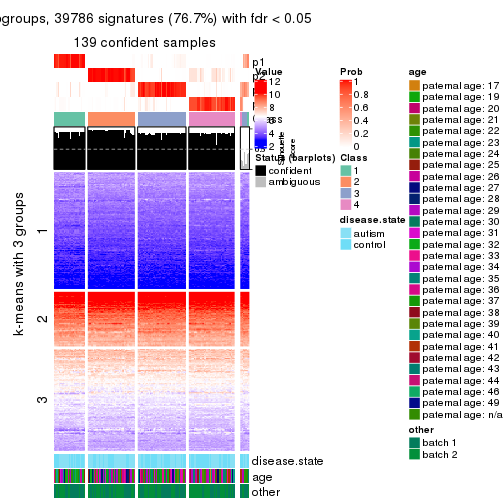 groups, 39786 signatures (76.7%) with fdr < 0.05
139 confident samples
k-means with 3 groups
1
2
3
p1
p2
Silhouette
score
disease.state
age
other
Value
12
10
8
6
4
2
Status (barplots)
confident
ambiguous
Prob
1
0.8
0.6
0.4
0.2
0
Class
1
2
3
4
disease.state
autism
control
age
paternal age: 17
paternal age: 19
paternal age: 20
paternal age: 21
paternal age: 22
paternal age: 23
paternal age: 24
paternal age: 25
paternal age: 26
paternal age: 27
paternal age: 28
paternal age: 29
paternal age: 30
paternal age: 31
paternal age: 32
paternal age: 33
paternal age: 34
paternal age: 35
paternal age: 36
paternal age: 37
paternal age: 38
paternal age: 39
paternal age: 40
paternal age: 41
paternal age: 42
paternal age: 43
paternal age: 44
paternal age: 46
paternal age: 49
paternal age: n/a
other
batch 1
batch 2